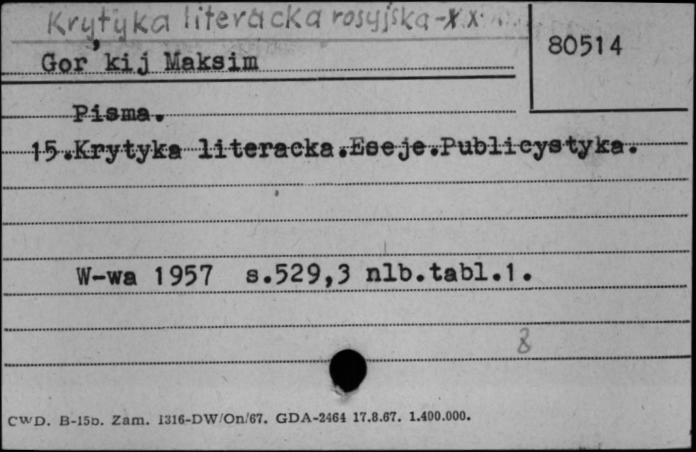 Krytyka literacka rosyjska-XX
80514
Gor'kij Maksim
Pisma.
15.Krytyka literacka.Eseje.Publicystyka.
W-wa 1957 s.529,3 nlb.tabl.1.
8
CWD. B-15b. Zam. 1316-DW/On/67. GDA-2464 17.8.67. 1.400.000.